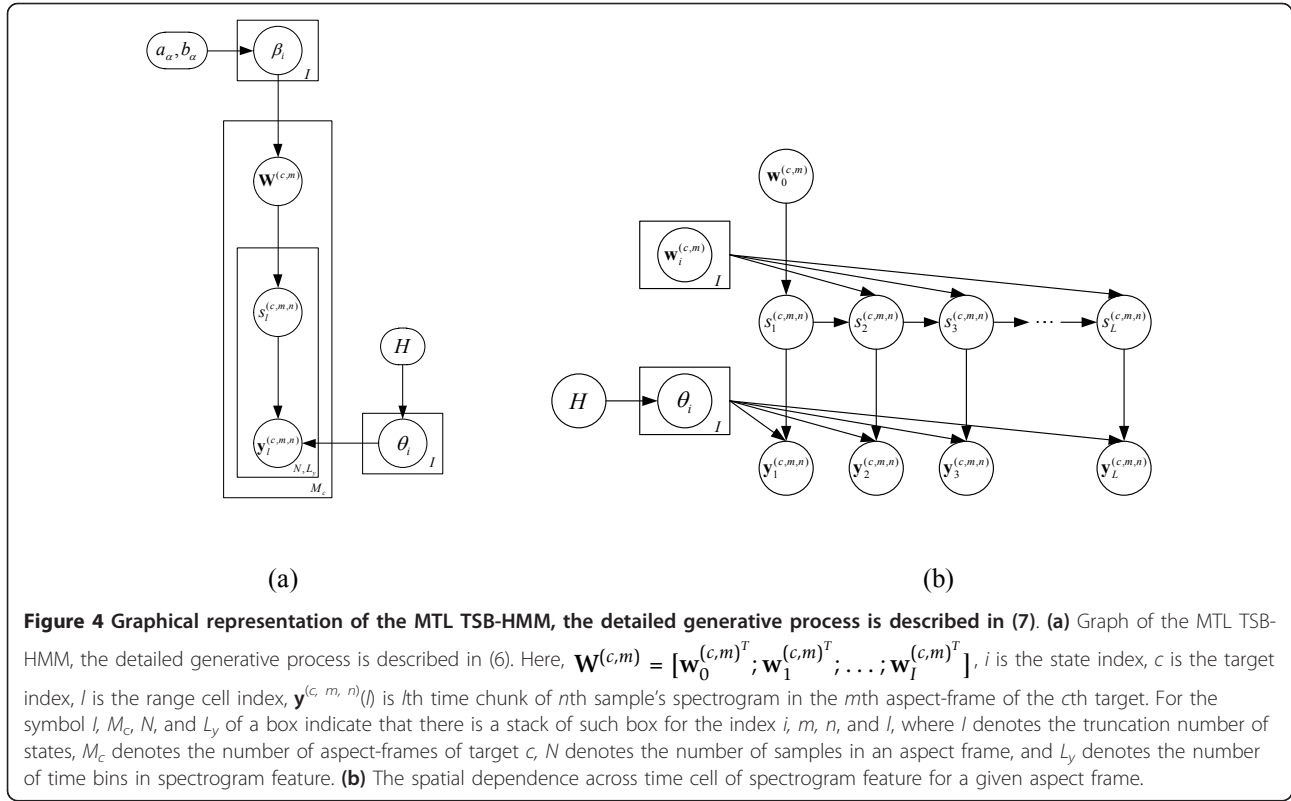 a_α, b_α
β_i
I
W^(c,m)
s_l^(c,m,n)
H
y_l^(c,m,n)
N, L_y
M_c
θ_i
I
w_0^(c,m)
w_i^(c,m)
I
s_1^(c,m,n)
s_2^(c,m,n)
s_3^(c,m,n)
...
s_L^(c,m,n)
H
θ_i
I
y_1^(c,m,n)
y_2^(c,m,n)
y_3^(c,m,n)
y_L^(c,m,n)
(a)
(b)
Figure 4 Graphical representation of the MTL TSB-HMM, the detailed generative process is described in (7). (a) Graph of the MTL TSB-
HMM, the detailed generative process is described in (6). Here, W^(c,m) = [w_0^(c,m)^T; w_1^(c,m)^T; . . . ; w_I^(c,m)^T], i is the state index, c is the target
index, l is the range cell index, y^(c, m, n)(l) is lth time chunk of nth sample's spectrogram in the mth aspect-frame of the cth target. For the
symbol I, M_c, N, and L_y of a box indicate that there is a stack of such box for the index i, m, n, and l, where I denotes the truncation number of
states, M_c denotes the number of aspect-frames of target c, N denotes the number of samples in an aspect frame, and L_y denotes the number
of time bins in spectrogram feature. (b) The spatial dependence across time cell of spectrogram feature for a given aspect frame.